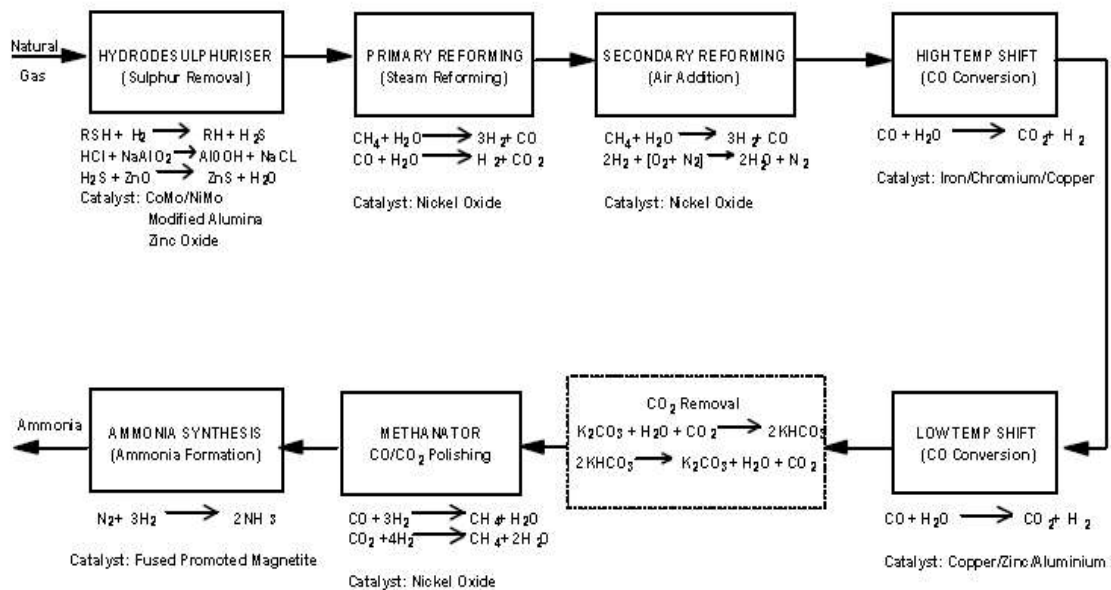 Natural
Gas
HYDRODESULPHURISER
(Sulphur Removal)
RSH + H₂ → RH + H₂S
HCl + NaAlO₂ → AlOOH + NaCL
H₂S + ZnO → ZnS + H₂O
Catalyst: CoMo/NiMo
Modified Alumina
Zinc Oxide
PRIMARY REFORMING
(Steam Reforming)
CH₄ + H₂O → 3H₂ + CO
CO + H₂O → H₂ + CO₂
Catalyst: Nickel Oxide
SECONDARY REFORMING
(Air Addition)
CH₄ + H₂O → 3H₂ + CO
2H₂ + [O₂ + N₂] → 2H₂O + N₂
Catalyst: Nickel Oxide
HIGH TEMP SHIFT
(CO Conversion)
CO + H₂O → CO₂ + H₂
Catalyst: Iron/Chromium/Copper
LOW TEMP SHIFT
(CO Conversion)
CO + H₂O → CO₂ + H₂
Catalyst: Copper/Zinc/Aluminium
CO₂ Removal
K₂CO₃ + H₂O + CO₂ → 2KHCO₃
2KHCO₃ → K₂CO₃ + H₂O + CO₂
METHANATOR
CO/CO₂ Polishing
CO + 3H₂ → CH₄ + H₂O
CO₂ + 4H₂ → CH₄ + 2H₂O
Catalyst: Nickel Oxide
AMMONIA SYNTHESIS
(Ammonia Formation)
N₂ + 3H₂ → 2NH₃
Catalyst: Fused Promoted Magnetite
Ammonia